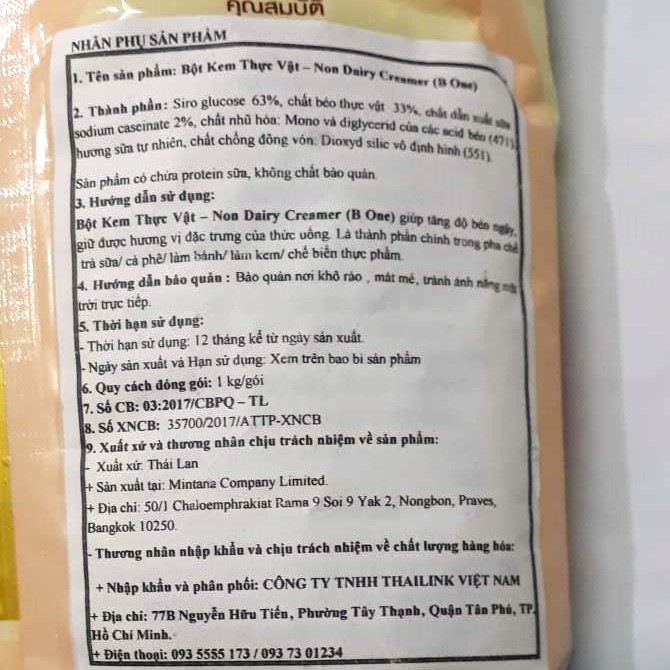 คุณสมบัติ
NHÃN PHỤ SẢN PHẨM
1. Tên sản phẩm: Bột Kem Thực Vật – Non Dairy Creamer (B One)
2. Thành phần: Siro glucose 63%, chất béo thực vật 33%, chất dẫn xuất sữa
sodium cascinate 2%, chất nhũ hóa: Mono và diglycerid của các acid béo (471),
hương sữa tự nhiên, chất chống đông vón: Dioxyd silic vô định hình (551).
Sản phẩm có chứa protein sữa, không chất bảo quản
3. Hướng dẫn sử dụng:
Bột Kem Thực Vật – Non Dairy Creamer (B One) giúp tăng độ béo ngậy,
giữ được hương vị đặc trưng của thức uống. Là thành phần chính trong pha chế
trà sữa/ cà phê/ làm bánh/ làm kem/ chế biến thực phẩm.
4. Hướng dẫn bảo quản : Bảo quản nơi khô ráo , mát mẻ, tránh ánh nắng mặt
trời trực tiếp.
5. Thời hạn sử dụng:
- Thời hạn sử dụng: 12 tháng kể từ ngày sản xuất.
- Ngày sản xuất và Hạn sử dụng: Xem trên bao bì sản phẩm
6. Quy cách đóng gói: 1 kg/gói
7. Số CB: 03:2017/CBPQ – TL
8. Số XNCB: 35700/2017/ATTP-XNCB
9. Xuất xứ và thương nhân chịu trách nhiệm về sản phẩm:
- Xuất xứ: Thái Lan
+ Sản xuất tại: Mintana Company Limited.
+ Địa chỉ: 50/1 Chaloemphrakiat Rama 9 Soi 9 Yak 2, Nongbon, Praves,
Bangkok 10250.
- Thương nhân nhập khẩu và chịu trách nhiệm về chất lượng hàng hóa:
+ Nhập khẩu và phân phối: CÔNG TY TNHH THAILINK VIỆT NAM
+ Địa chỉ: 77B Nguyễn Hữu Tiến, Phường Tây Thạnh, Quận Tân Phú, TP.
Hồ Chí Minh.
+ Điện thoại: 093 5555 173 / 093 73 01234